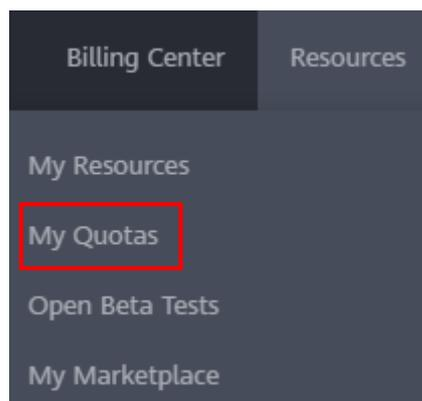 Billing Center Resources
My Resources
My Quotas
Open Beta Tests
My Marketplace